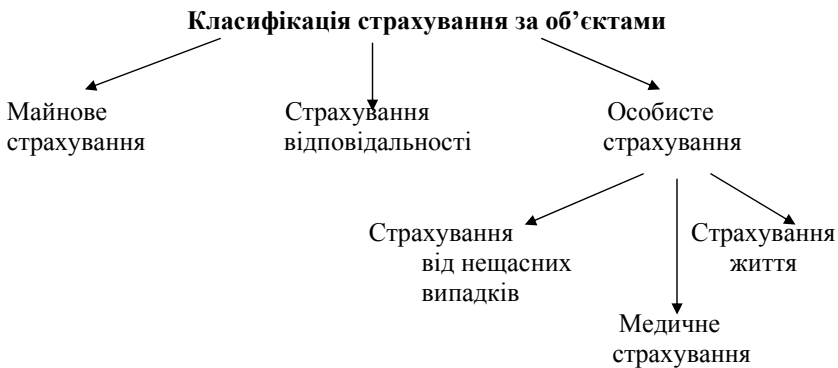 Класифікація страхування за об’єктами
Майнове
страхування
Страхування
відповідальності
Особисте
страхування
Страхування
від нещасних
випадків
Страхування
життя
Медичне
страхування